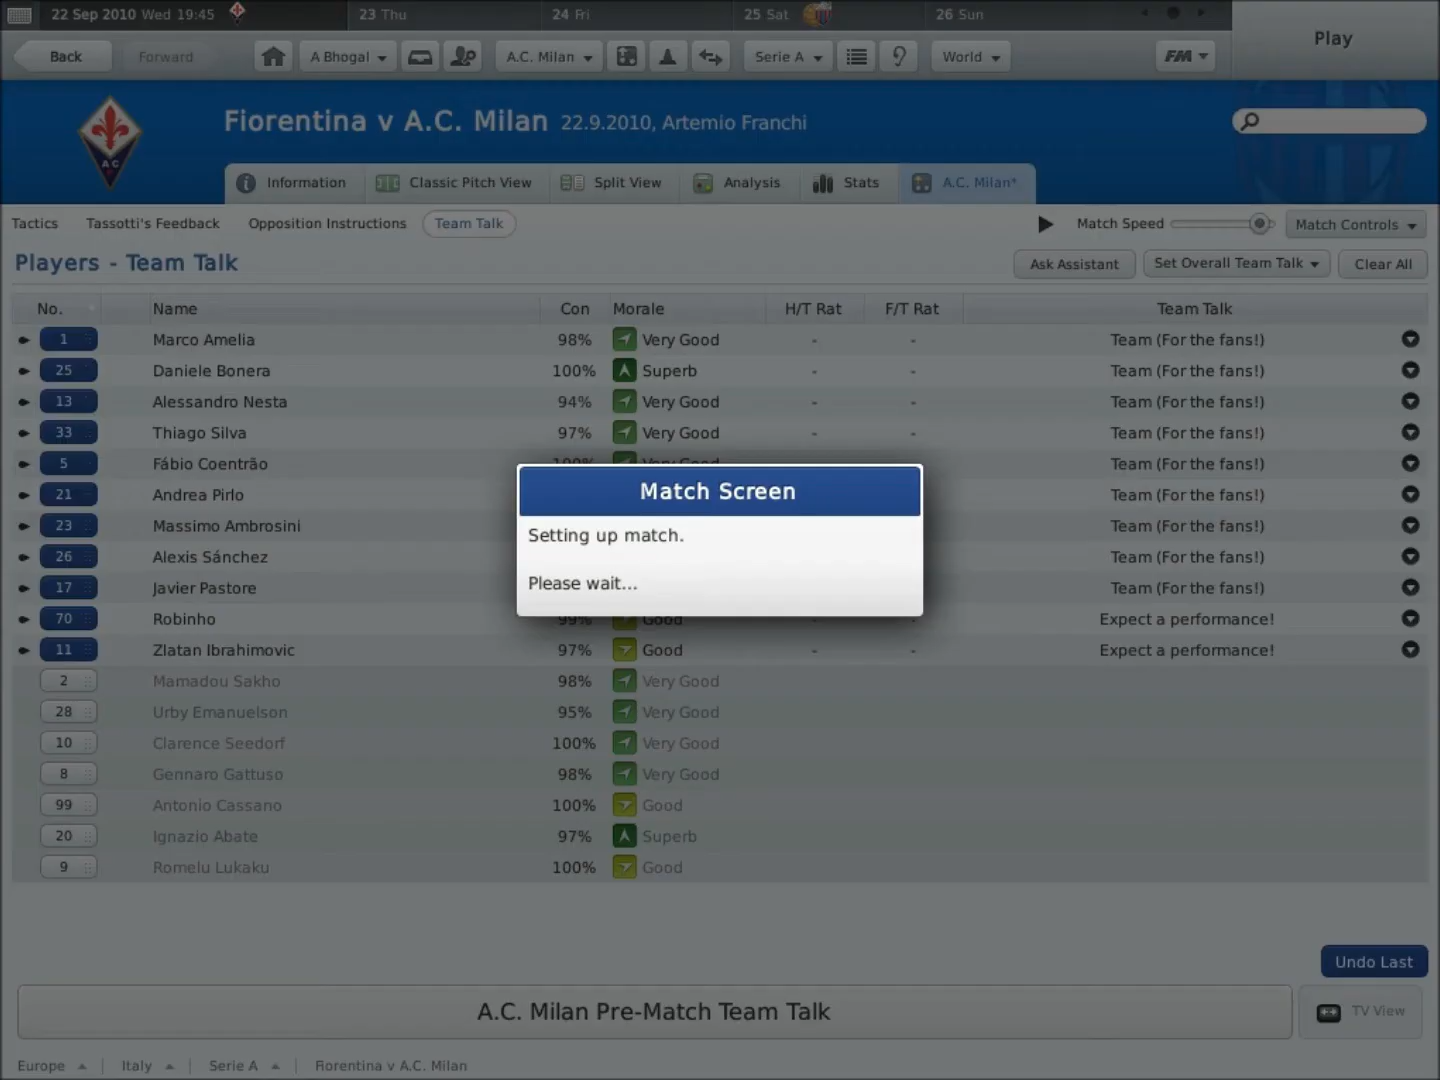 22 Sep 2010 Wed 19:45 23 Thu 24 Fri 25 Sat 26 Sun
Back Forward A Bhogal A.C. Milan Serie A World FM Play
Fiorentina v A.C. Milan 22.9.2010, Artemio Franchi
Information Classic Pitch View Split View Analysis Stats A.C. Milan*
Tactics Tassotti's Feedback Opposition Instructions Team Talk Match Speed Match Controls
Players - Team Talk Ask Assistant Set Overall Team Talk Clear All
No. Name Con Morale H/T Rat F/T Rat Team Talk
1 Marco Amelia 98% Very Good - - Team (For the fans!)
25 Daniele Bonera 100% Superb - - Team (For the fans!)
13 Alessandro Nesta 94% Very Good - - Team (For the fans!)
33 Thiago Silva 97% Very Good - - Team (For the fans!)
5 Fábio Coentrão 100% Very Good Team (For the fans!)
21 Andrea Pirlo Team (For the fans!)
23 Massimo Ambrosini Team (For the fans!)
26 Alexis Sánchez Team (For the fans!)
17 Javier Pastore Team (For the fans!)
70 Robinho 99% Good - - Expect a performance!
11 Zlatan Ibrahimovic 97% Good - - Expect a performance!
2 Mamadou Sakho 98% Very Good
28 Urby Emanuelson 95% Very Good
10 Clarence Seedorf 100% Very Good
8 Gennaro Gattuso 98% Very Good
99 Antonio Cassano 100% Good
20 Ignazio Abate 97% Superb
9 Romelu Lukaku 100% Good
Match Screen
Setting up match.
Please wait...
Undo Last
A.C. Milan Pre-Match Team Talk TV View
Europe Italy Serie A Fiorentina v A.C. Milan